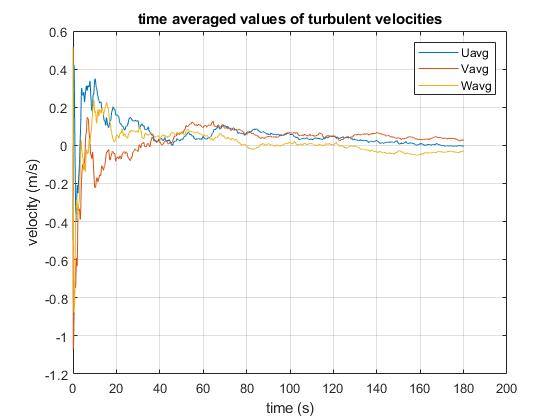 time averaged values of turbulent velocities
0.6
0.4
0.2
0
-0.2
-0.4
-0.6
-0.8
-1
-1.2
velocity (m/s)
Uavg
Vavg
Wavg
0 20 40 60 80 100 120 140 160 180 200
time (s)